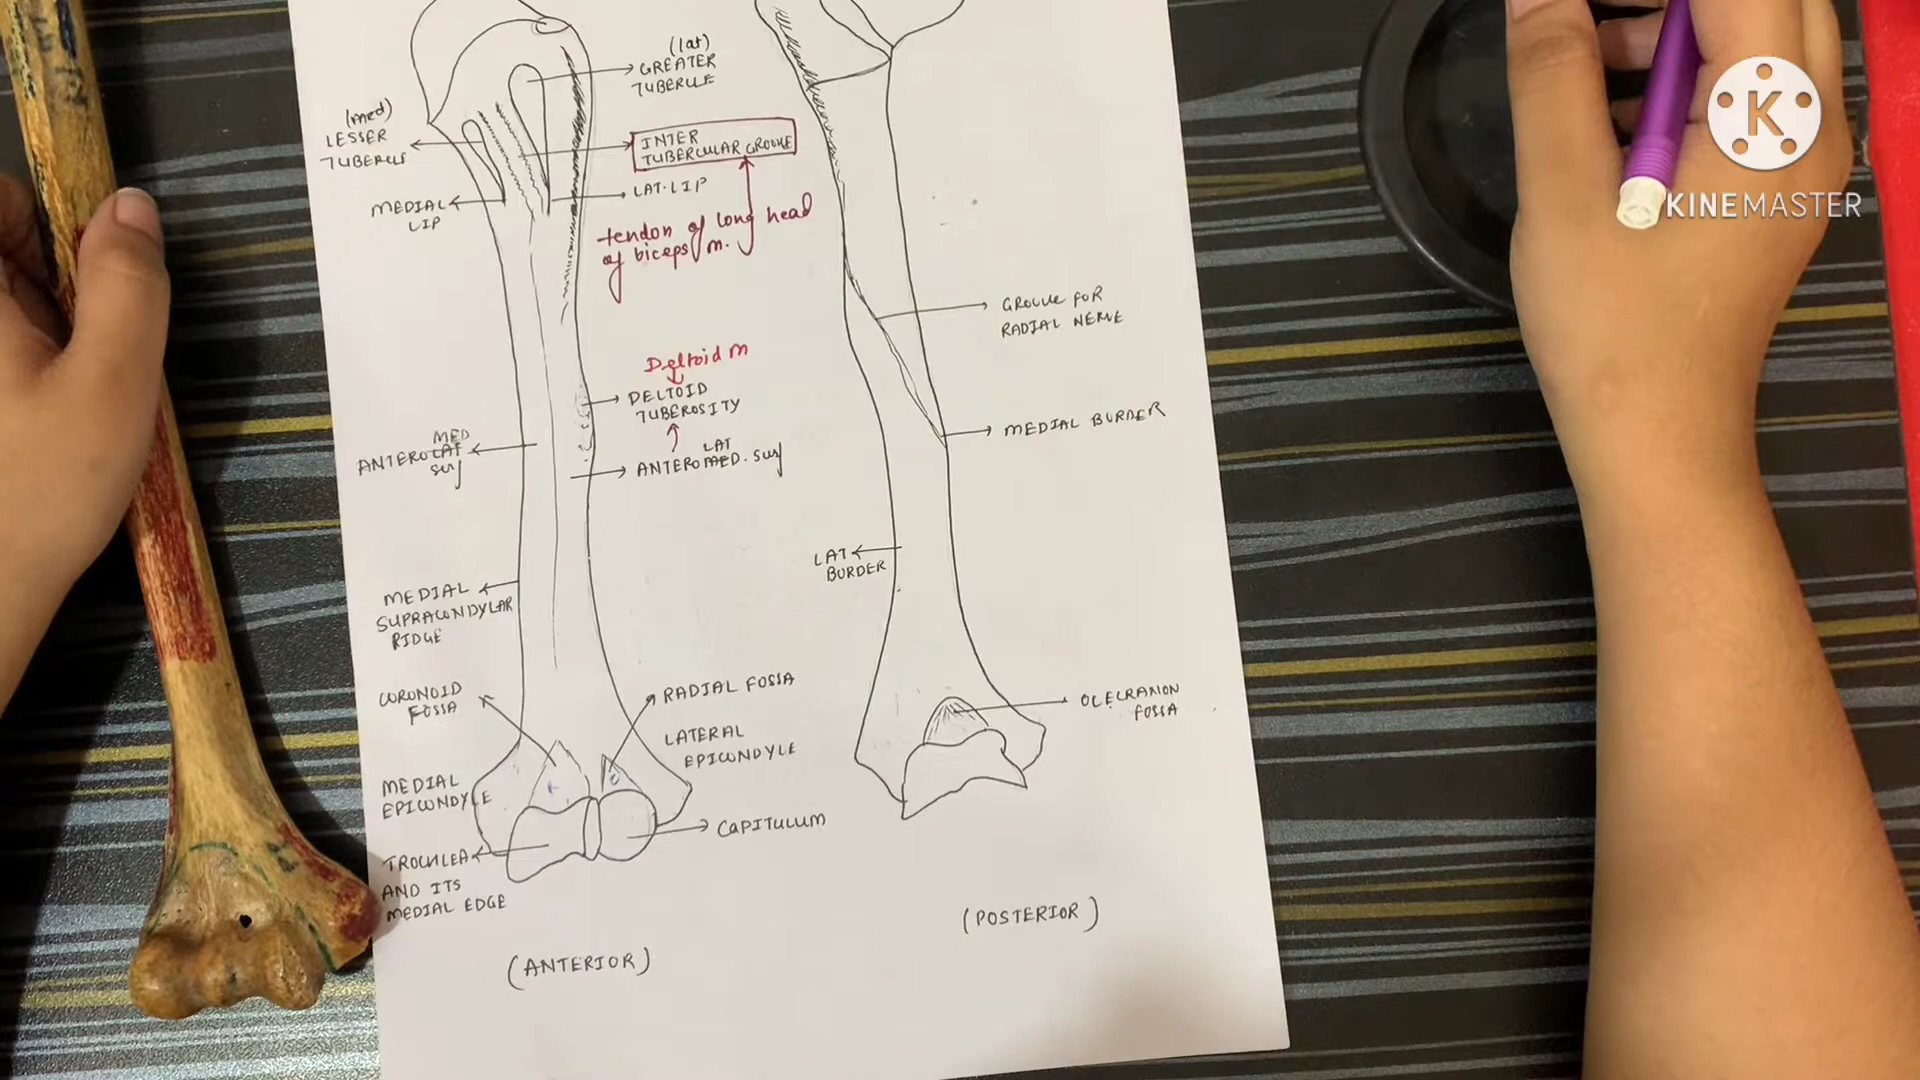 (lat)
GREATER
TUBERCLE
(med)
LESSER
TUBERCLE
INTER
TUBERCULAR GROOVE
MEDIAL
LIP
LAT. LIP
tendon of long head
of biceps m.
Deltoid m
DELTOID
TUBEROSITY
MED
ANTEROLAT
surf
LAT
ANTEROMED. surf
MEDIAL
SUPRACONDYLAR
RIDGE
CORONOID
FOSSA
RADIAL FOSSA
LATERAL
EPICONDYLE
MEDIAL
EPICONDYLE
CAPITULUM
TROCHLEA
AND ITS
MEDIAL EDGE
(ANTERIOR)
GROOVE FOR
RADIAL NERVE
MEDIAL BORDER
LAT
BORDER
OLECRANON
FOSSA
(POSTERIOR)
K
KINEMASTER